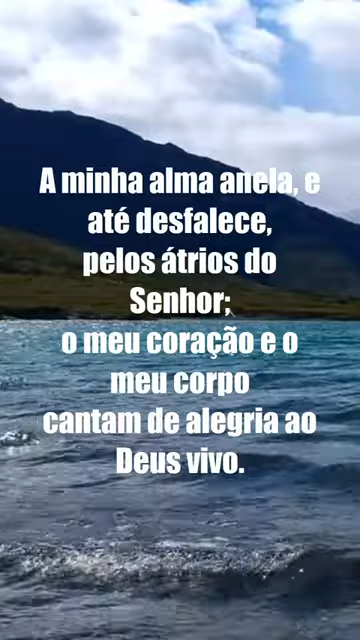 A minha alma anela, e
até desfalece,
pelos átrios do
Senhor;
o meu coração e o
meu corpo
cantam de alegria ao
Deus vivo.